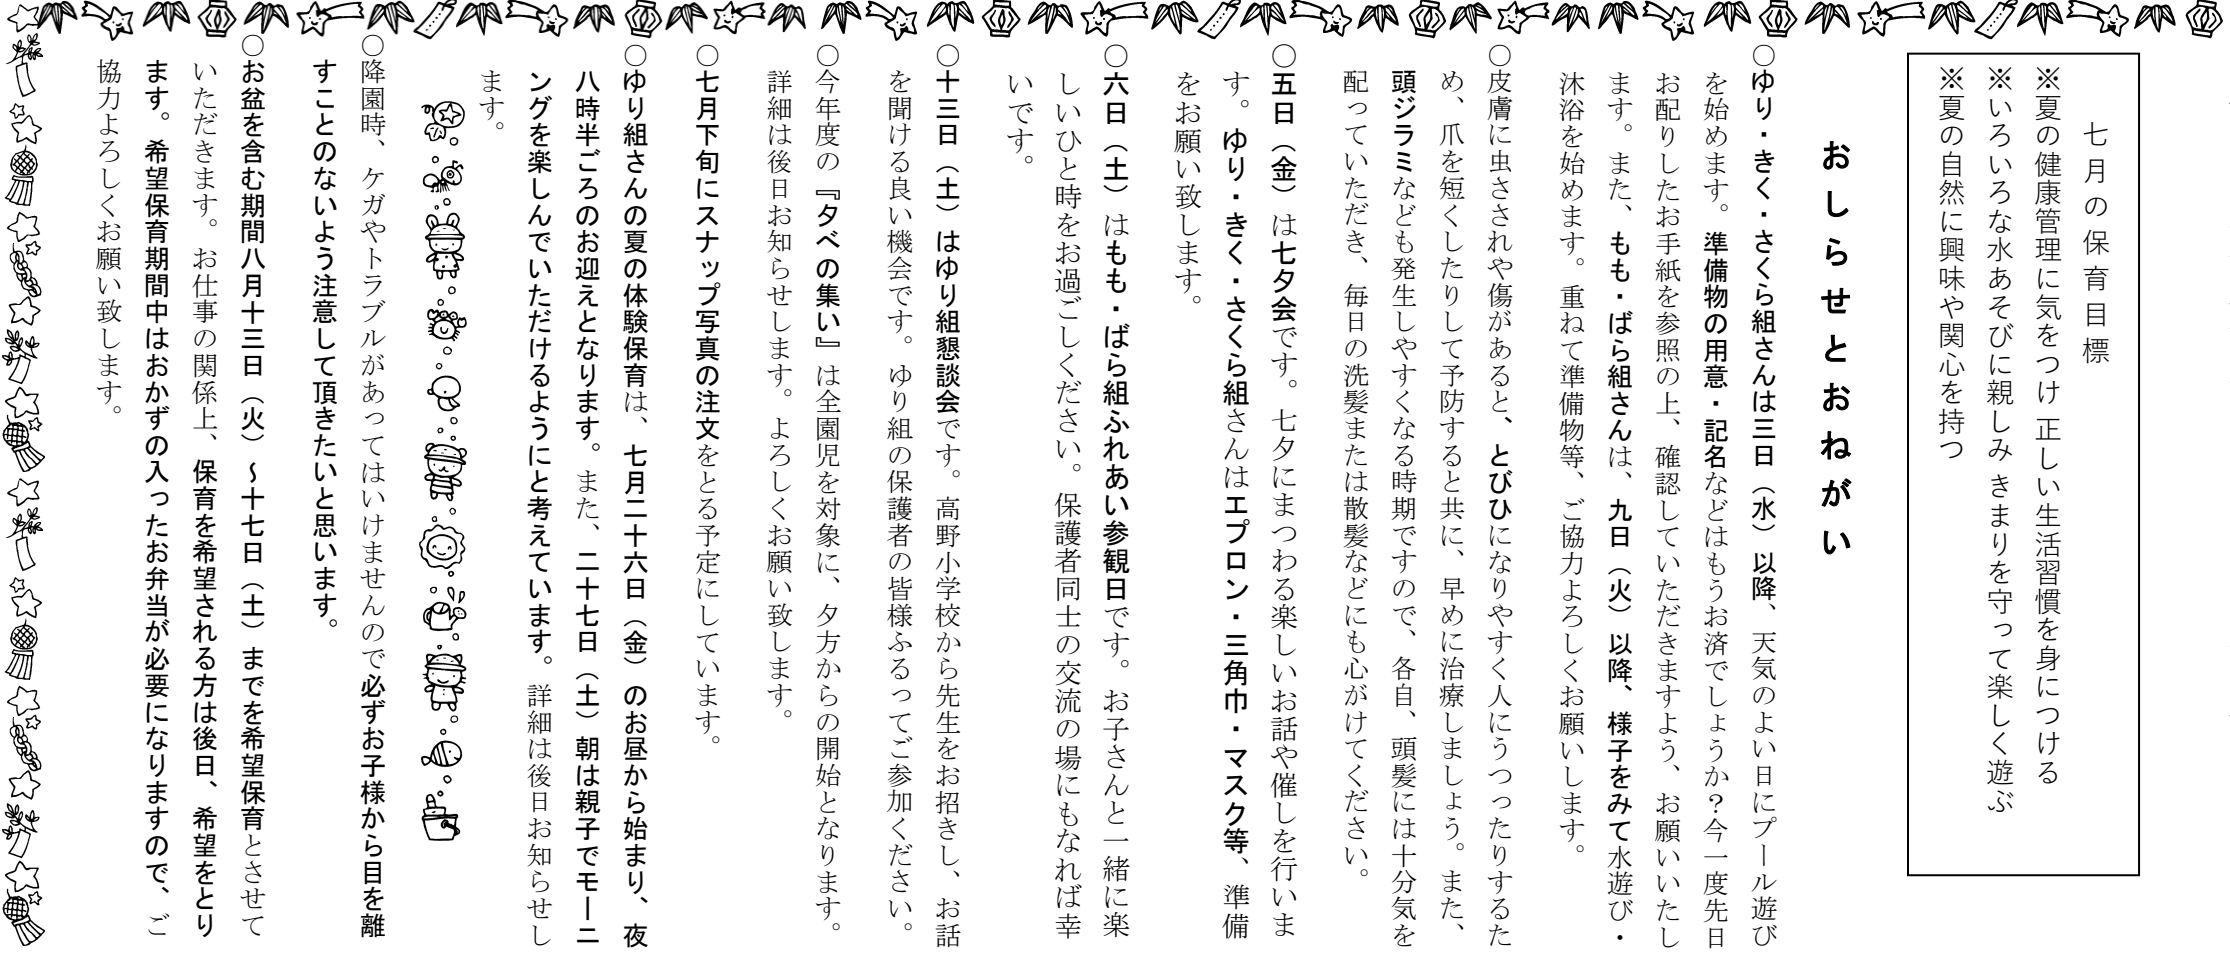 七月の保育目標
※夏の健康管理に気をつけ 正しい生活習慣を身につける
※いろいろな水あそびに親しみ きまりを守って楽しく遊ぶ
※夏の自然に興味や関心を持つ
おしらせとおねがい
○ゆり・きく・さくら組さんは三日（水）以降、天気のよい日にプール遊び
を始めます。準備物の用意・記名などはもうお済でしょうか？今一度先日
お配りしたお手紙を参照の上、確認していただきますよう、お願いいたし
ます。また、もも・ばら組さんは、九日（火）以降、様子をみて水遊び・
沐浴を始めます。重ねて準備物等、ご協力よろしくお願いします。
○皮膚に虫さされや傷があると、とびひになりやすく人にうつったりするた
め、爪を短くしたりして予防すると共に、早めに治療しましょう。また、
頭ジラミなども発生しやすくなる時期ですので、各自、頭髪には十分気を
配っていただき、毎日の洗髪または散髪などにも心がけてください。
○五日（金）は七夕会です。七夕にまつわる楽しいお話や催しを行いま
す。ゆり・きく・さくら組さんはエプロン・三角巾・マスク等、準備
をお願い致します。
○六日（土）はもも・ばら組ふれあい参観日です。お子さんと一緒に楽
しいひと時をお過ごしください。保護者同士の交流の場にもなれば幸
いです。
○十三日（土）はゆり組懇談会です。高野小学校から先生をお招きし、お話
を聞ける良い機会です。ゆり組の保護者の皆様ふるってご参加ください。
○今年度の『夕べの集い』は全園児を対象に、夕方からの開始となります。
詳細は後日お知らせします。よろしくお願い致します。
○七月下旬にスナップ写真の注文をとる予定にしています。
○ゆり組さんの夏の体験保育は、七月二十六日（金）のお昼から始まり、夜
八時半ごろのお迎えとなります。また、二十七日（土）朝は親子でモーニ
ングを楽しんでいただけるようにと考えています。詳細は後日お知らせし
ます。
○降園時、ケガやトラブルがあってはいけませんので必ずお子様から目を離
すことのないよう注意して頂きたいと思います。
○お盆を含む期間八月十三日（火）～十七日（土）までを希望保育とさせて
いただきます。お仕事の関係上、保育を希望される方は後日、希望をとり
ます。希望保育期間中はおかずの入ったお弁当が必要になりますので、ご
協力よろしくお願い致します。